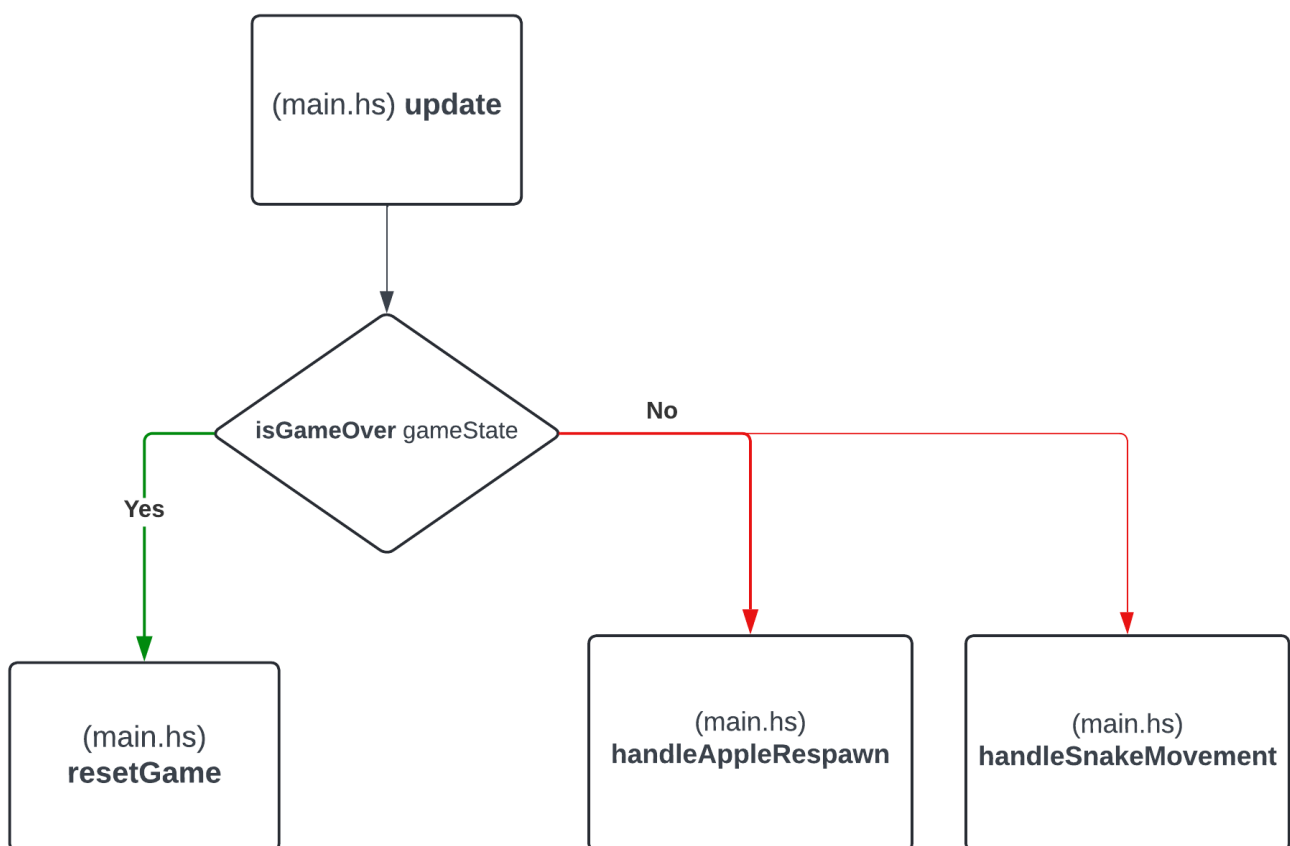 (main.hs) update
isGameOver gameState
No
Yes
(main.hs)
resetGame
(main.hs)
handleAppleRespawn
(main.hs)
handleSnakeMovement